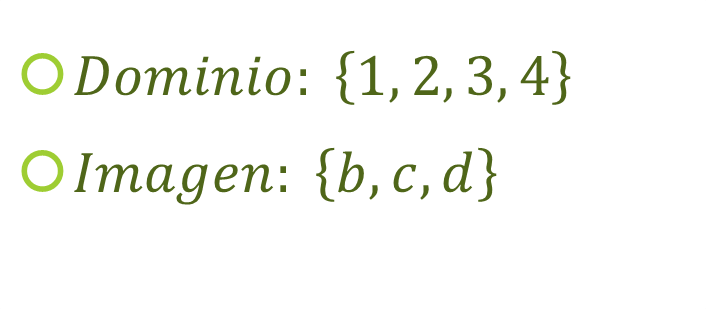 Dominio: {1, 2, 3, 4}
Imagen: {b, c, d}